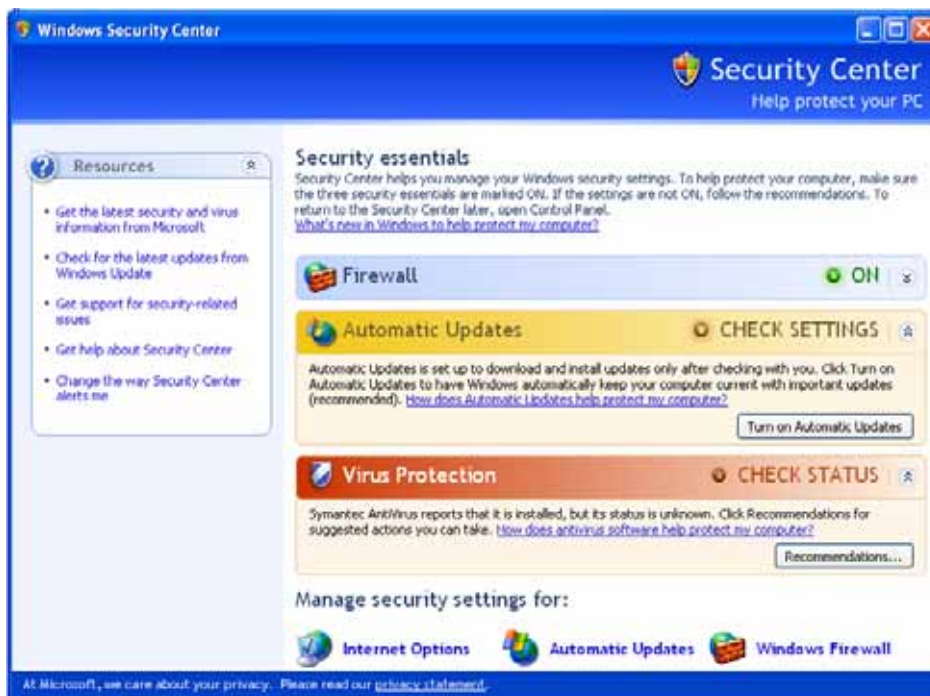 Windows Security Center
Security Center
Help protect your PC
Resources
Get the latest security and virus
information from Microsoft
Check for the latest updates from
Windows Update
Get support for security-related
issues
Get help about Security Center
Change the way Security Center
alerts me
Security essentials
Security Center helps you manage your Windows security settings. To help protect your computer, make sure
the three security essentials are marked ON. If the settings are not ON, follow the recommendations. To
return to the Security Center later, open Control Panel.
What's new in Windows to help protect my computer?
Firewall
ON
Automatic Updates
CHECK SETTINGS
Automatic Updates is set up to download and install updates only after checking with you. Click Turn on
Automatic Updates to have Windows automatically keep your computer current with important updates
(recommended). How does Automatic Updates help protect my computer?
Turn on Automatic Updates
Virus Protection
CHECK STATUS
Symantec AntiVirus reports that it is installed, but its status is unknown. Click Recommendations for
suggested actions you can take. How does antivirus software help protect my computer?
Recommendations...
Manage security settings for:
Internet Options
Automatic Updates
Windows Firewall
At Microsoft, we care about your privacy. Please read our privacy statement.